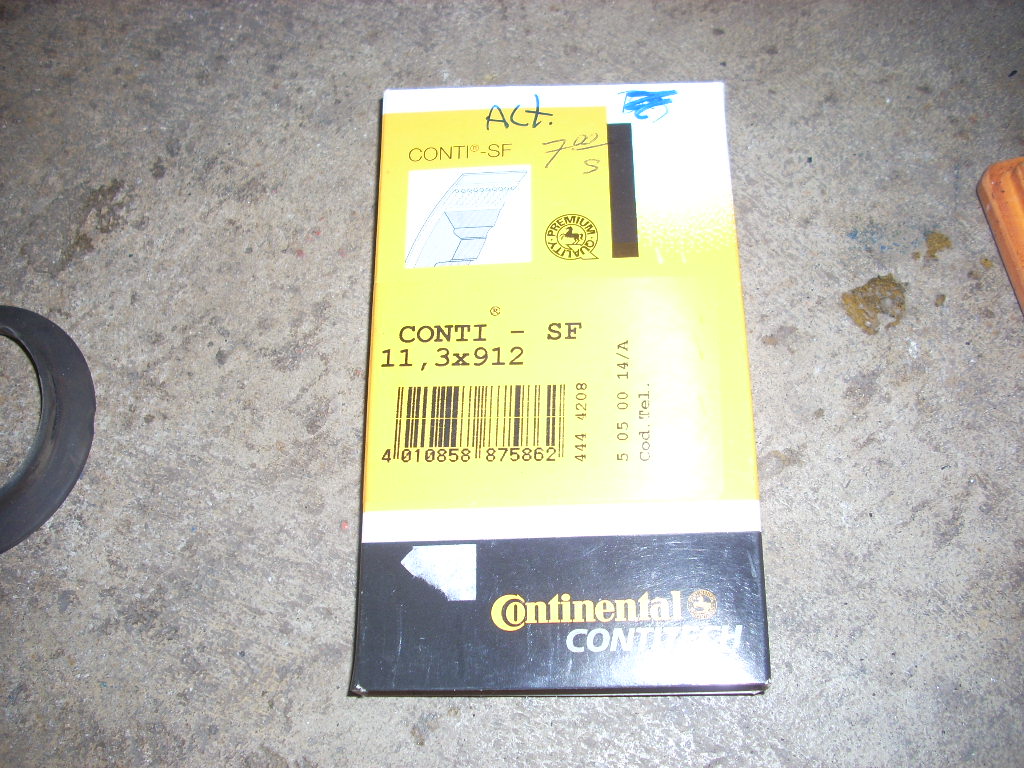 ACt.
CONTI®-SF
7.00
S
PREMIUM QUALITY
®
CONTI - SF
11,3x912
4 010858 875862
444 4208
5 05 00 14/A
Cod.Tel.
Continental
CONTITECH